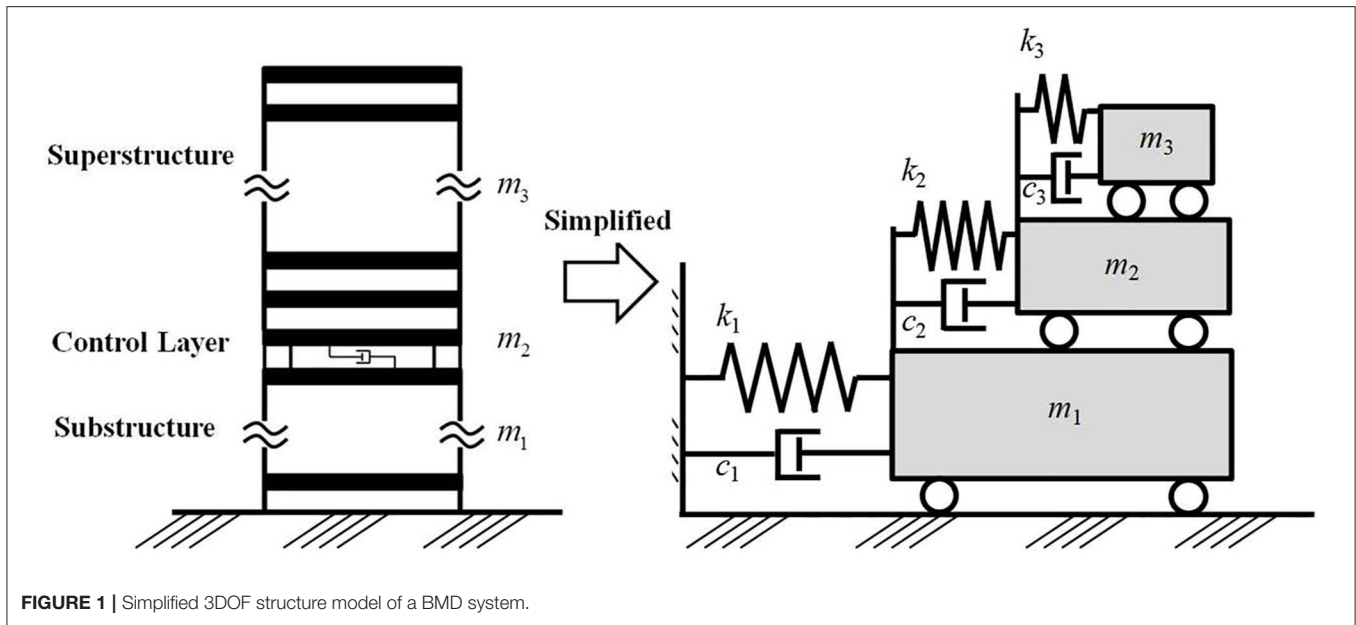 Superstructure
m3
Control Layer
m2
Substructure
m1
Simplified
k3
m3
c3
k2
m2
c2
k1
m1
c1
FIGURE 1 | Simplified 3DOF structure model of a BMD system.